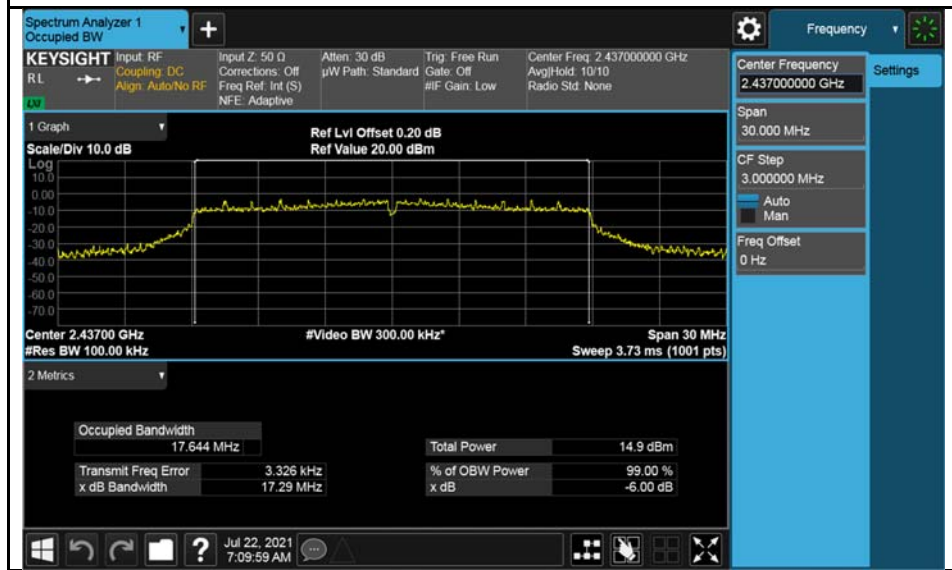 Spectrum Analyzer 1
Occupied BW
+
Frequency
KEYSIGHT
RL
LXI
Input: RF
Coupling: DC
Align: Auto/No RF
Input Z: 50 Ω
Corrections: Off
Freq Ref: Int (S)
NFE: Adaptive
Atten: 30 dB
µW Path: Standard
Trig: Free Run
Gate: Off
#IF Gain: Low
Center Freq: 2.437000000 GHz
Avg|Hold: 10/10
Radio Std: None
Center Frequency
2.437000000 GHz
Settings
Span
30.000 MHz
CF Step
3.000000 MHz
Auto
Man
Freq Offset
0 Hz
1 Graph
Scale/Div 10.0 dB
Ref Lvl Offset 0.20 dB
Ref Value 20.00 dBm
Log
10.0
0.00
-10.0
-20.0
-30.0
-40.0
-50.0
-60.0
-70.0
Center 2.43700 GHz
#Res BW 100.00 kHz
#Video BW 300.00 kHz*
Span 30 MHz
Sweep 3.73 ms (1001 pts)
2 Metrics
Occupied Bandwidth
17.644 MHz
Transmit Freq Error 3.326 kHz
x dB Bandwidth 17.29 MHz
Total Power 14.9 dBm
% of OBW Power 99.00 %
x dB -6.00 dB
?
Jul 22, 2021
7:09:59 AM